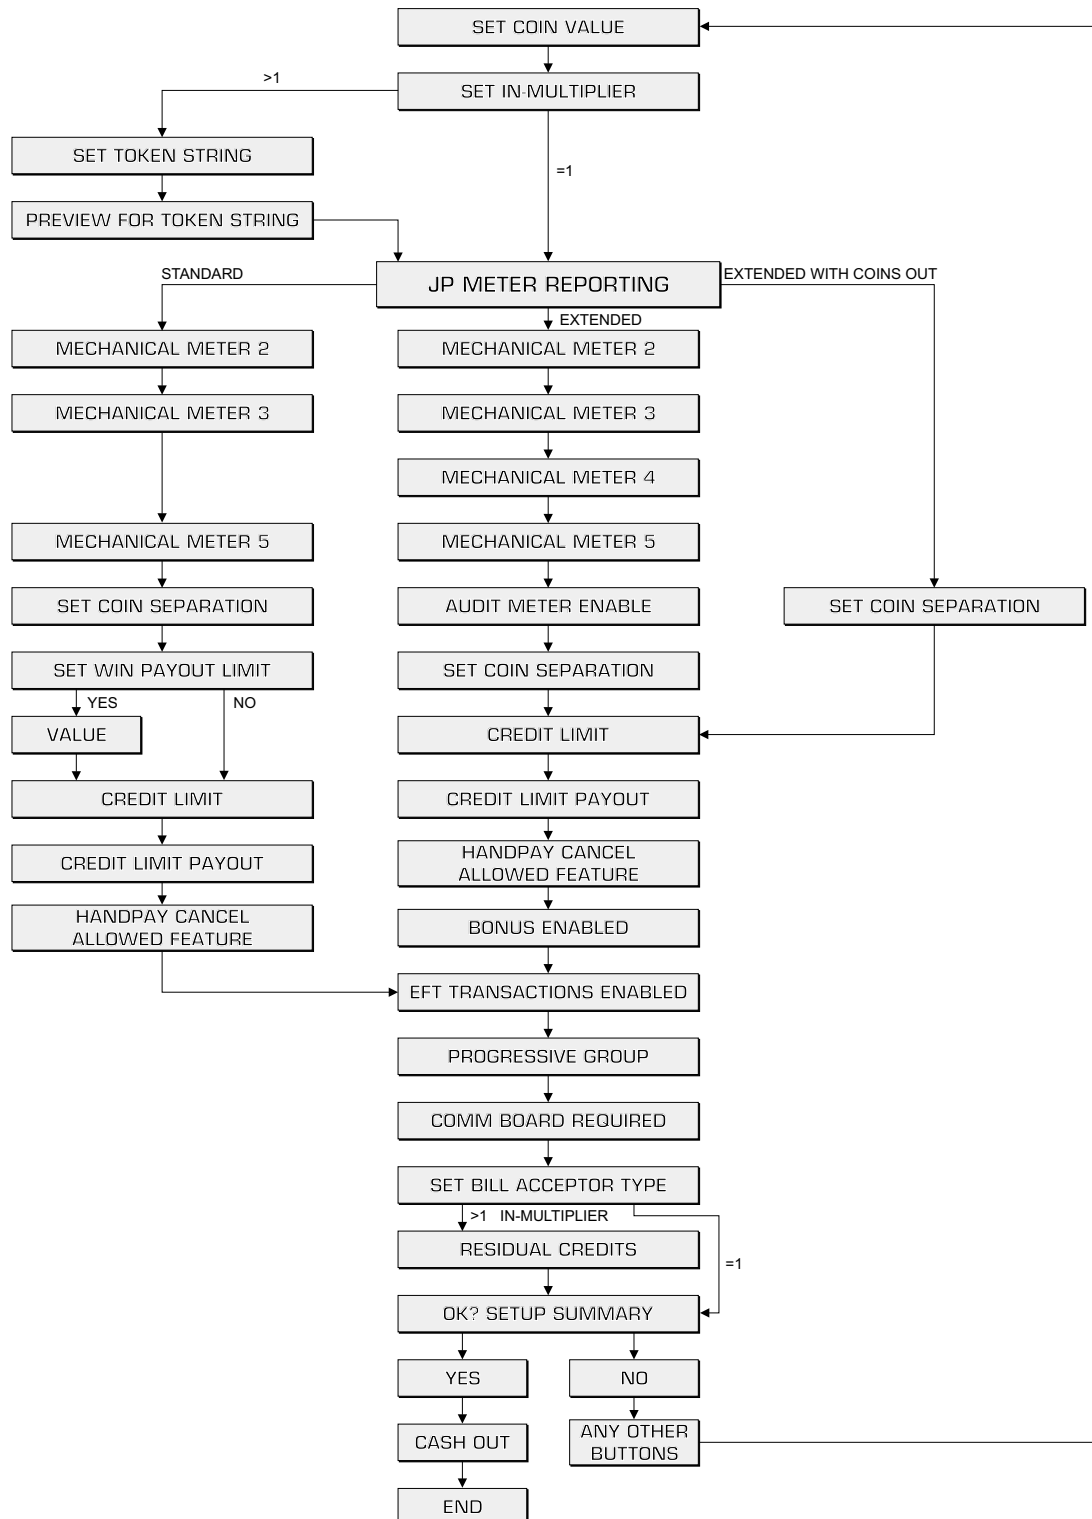 SET COIN VALUE
>1
SET IN-MULTIPLIER
SET TOKEN STRING
=1
PREVIEW FOR TOKEN STRING
STANDARD
JP METER REPORTING
EXTENDED WITH COINS OUT
EXTENDED
MECHANICAL METER 2
MECHANICAL METER 2
MECHANICAL METER 3
MECHANICAL METER 3
MECHANICAL METER 4
MECHANICAL METER 5
MECHANICAL METER 5
SET COIN SEPARATION
AUDIT METER ENABLE
SET COIN SEPARATION
SET WIN PAYOUT LIMIT
SET COIN SEPARATION
YES
NO
VALUE
CREDIT LIMIT
CREDIT LIMIT
CREDIT LIMIT PAYOUT
CREDIT LIMIT PAYOUT
HANDPAY CANCEL
ALLOWED FEATURE
HANDPAY CANCEL
ALLOWED FEATURE
BONUS ENABLED
EFT TRANSACTIONS ENABLED
PROGRESSIVE GROUP
COMM BOARD REQUIRED
SET BILL ACCEPTOR TYPE
>1 IN-MULTIPLIER
RESIDUAL CREDITS
=1
OK? SETUP SUMMARY
YES
NO
CASH OUT
ANY OTHER
BUTTONS
END